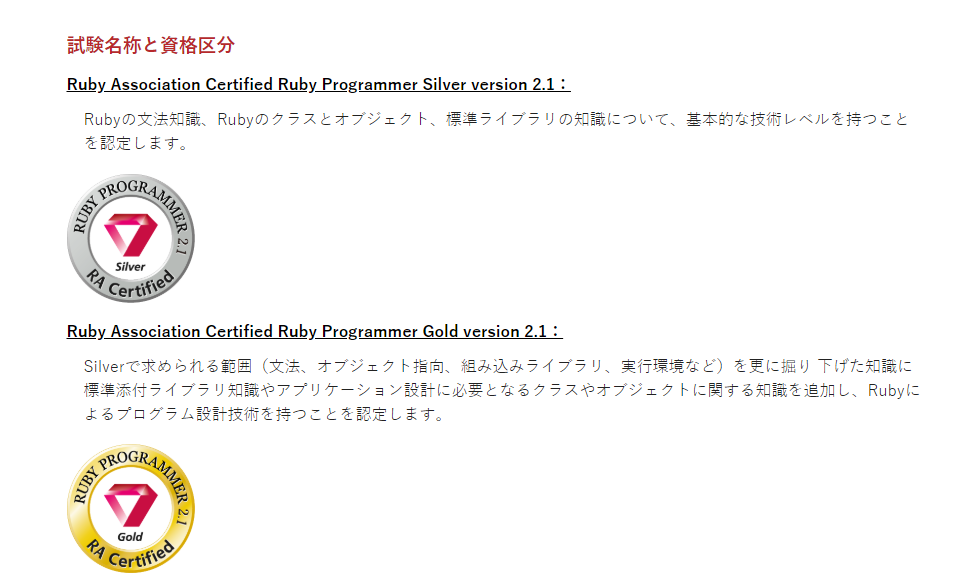 試験名称と資格区分
Ruby Association Certified Ruby Programmer Silver version 2.1：
Rubyの文法知識、Rubyのクラスとオブジェクト、標準ライブラリの知識について、基本的な技術レベルを持つこと
を認定します。
RUBY PROGRAMMER 2.1
Silver
RA Certified
Ruby Association Certified Ruby Programmer Gold version 2.1：
Silverで求められる範囲（文法、オブジェクト指向、組み込みライブラリ、実行環境など）を更に掘り 下げた知識に
標準添付ライブラリ知識やアプリケーション設計に必要となるクラスやオブジェクトに関する知識を追加し、Rubyに
よるプログラム設計技術を持つことを認定します。
RUBY PROGRAMMER 2.1
Gold
RA Certified